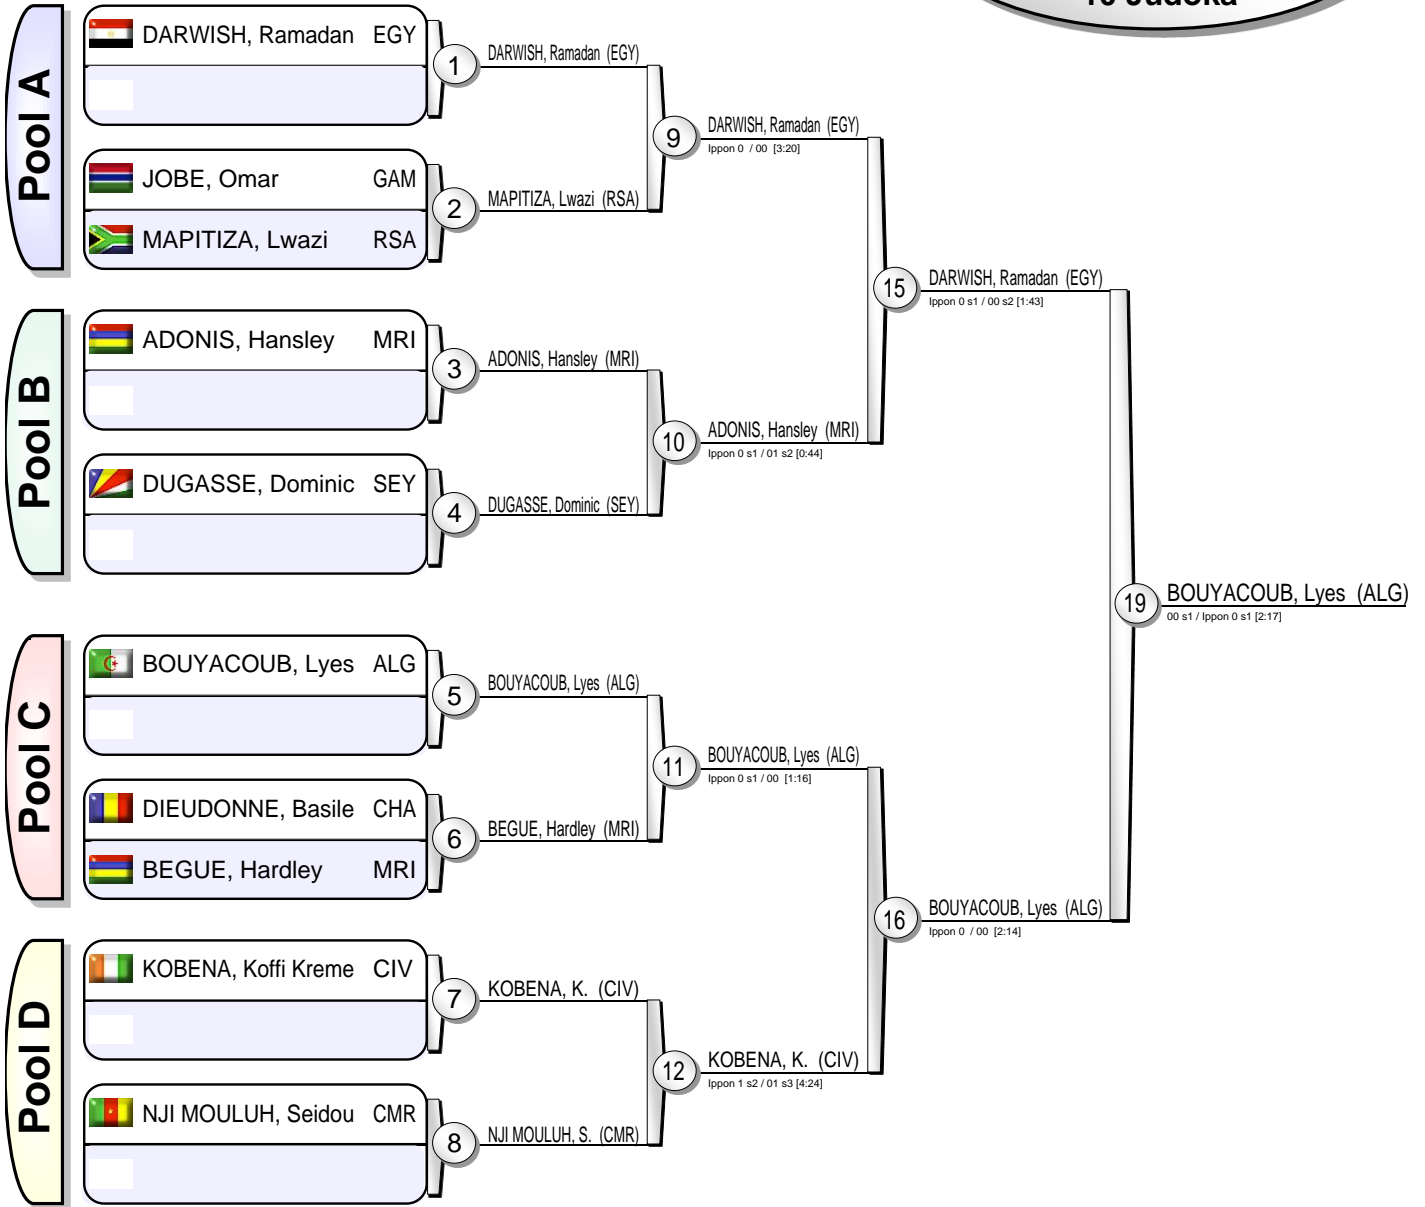 10 Judoka
Pool A
DARWISH, Ramadan EGY
JOBE, Omar GAM
MAPITIZA, Lwazi RSA
1
DARWISH, Ramadan (EGY)
2
MAPITIZA, Lwazi (RSA)
9
DARWISH, Ramadan (EGY)
Ippon 0 / 00 [3:20]
Pool B
ADONIS, Hansley MRI
DUGASSE, Dominic SEY
3
ADONIS, Hansley (MRI)
4
DUGASSE, Dominic (SEY)
10
ADONIS, Hansley (MRI)
Ippon 0 s1 / 01 s2 [0:44]
15
DARWISH, Ramadan (EGY)
Ippon 0 s1 / 00 s2 [1:43]
Pool C
BOUYACOUB, Lyes ALG
DIEUDONNE, Basile CHA
BEGUE, Hardley MRI
5
BOUYACOUB, Lyes (ALG)
6
BEGUE, Hardley (MRI)
11
BOUYACOUB, Lyes (ALG)
Ippon 0 s1 / 00 [1:16]
Pool D
KOBENA, Koffi Kreme CIV
NJI MOULUH, Seidou CMR
7
KOBENA, K. (CIV)
8
NJI MOULUH, S. (CMR)
12
KOBENA, K. (CIV)
Ippon 1 s2 / 01 s3 [4:24]
16
BOUYACOUB, Lyes (ALG)
Ippon 0 / 00 [2:14]
19
BOUYACOUB, Lyes (ALG)
00 s1 / Ippon 0 s1 [2:17]